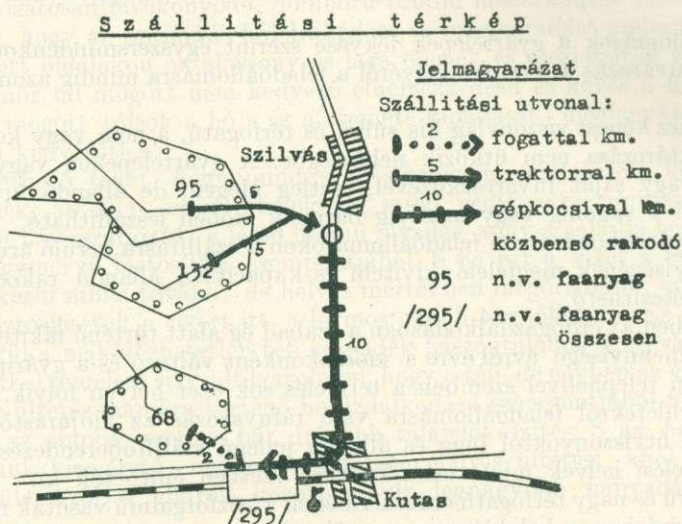 Szállitási térkép
Jelmagyarázat
Szállitási utvonal:
2 fogattal km.
5 traktorral km.
10 gépkocsival km.
közbenső rakodó
95 n.v. faanyag
/295/ n.v. faanyag
összesen
Szilvás
95
132
5
10
68
2
Kutas
/295/